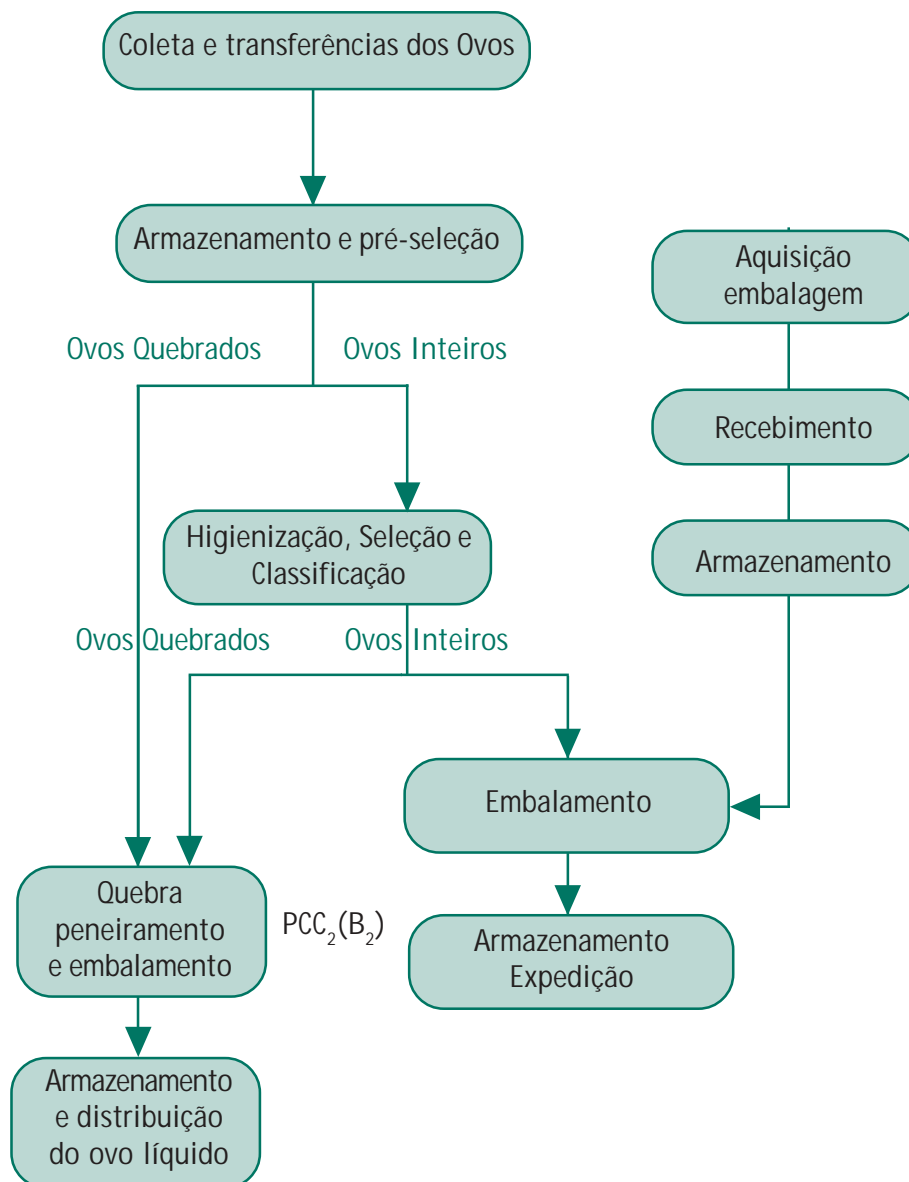 Coleta e transferências dos Ovos
Armazenamento e pré-seleção
Aquisição
embalagem
Ovos Quebrados
Ovos Inteiros
Recebimento
Higienização, Seleção e
Classificação
Armazenamento
Ovos Quebrados
Ovos Inteiros
Embalamento
Quebra
peneiramento
e embalamento
PCC₂(B₂)
Armazenamento
Expedição
Armazenamento
e distribuição
do ovo líquido